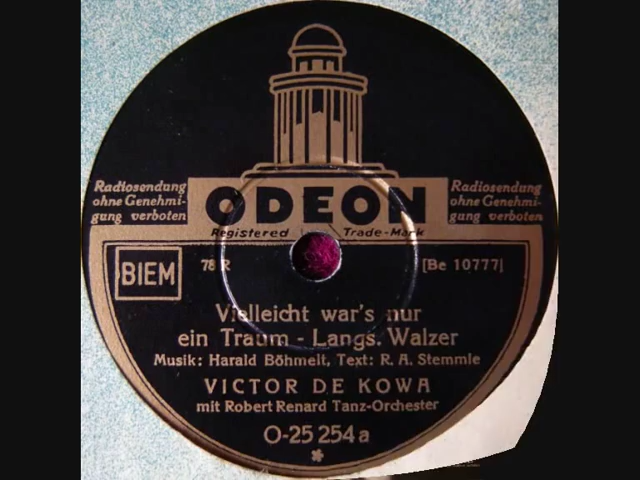 Radiosendung
ohne Genehmi-
gung verboten
ODEON
Radiosendung
ohne Genehmi-
gung verboten
Registered Trade-Mark
BIEM
78 R
[Be 10777]
Vielleicht war's nur
ein Traum - Langs. Walzer
Musik: Harald Böhmelt, Text: R. A. Stemmle
VICTOR DE KOWA
mit Robert Renard Tanz-Orchester
O-25 254 a
*